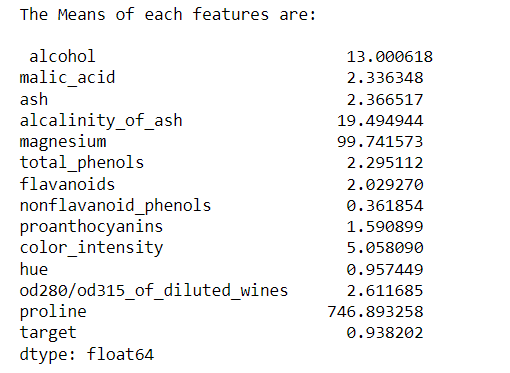 The Means of each features are:
alcohol 13.000618
malic_acid 2.336348
ash 2.366517
alcalinity_of_ash 19.494944
magnesium 99.741573
total_phenols 2.295112
flavanoids 2.029270
nonflavanoid_phenols 0.361854
proanthocyanins 1.590899
color_intensity 5.058090
hue 0.957449
od280/od315_of_diluted_wines 2.611685
proline 746.893258
target 0.938202
dtype: float64